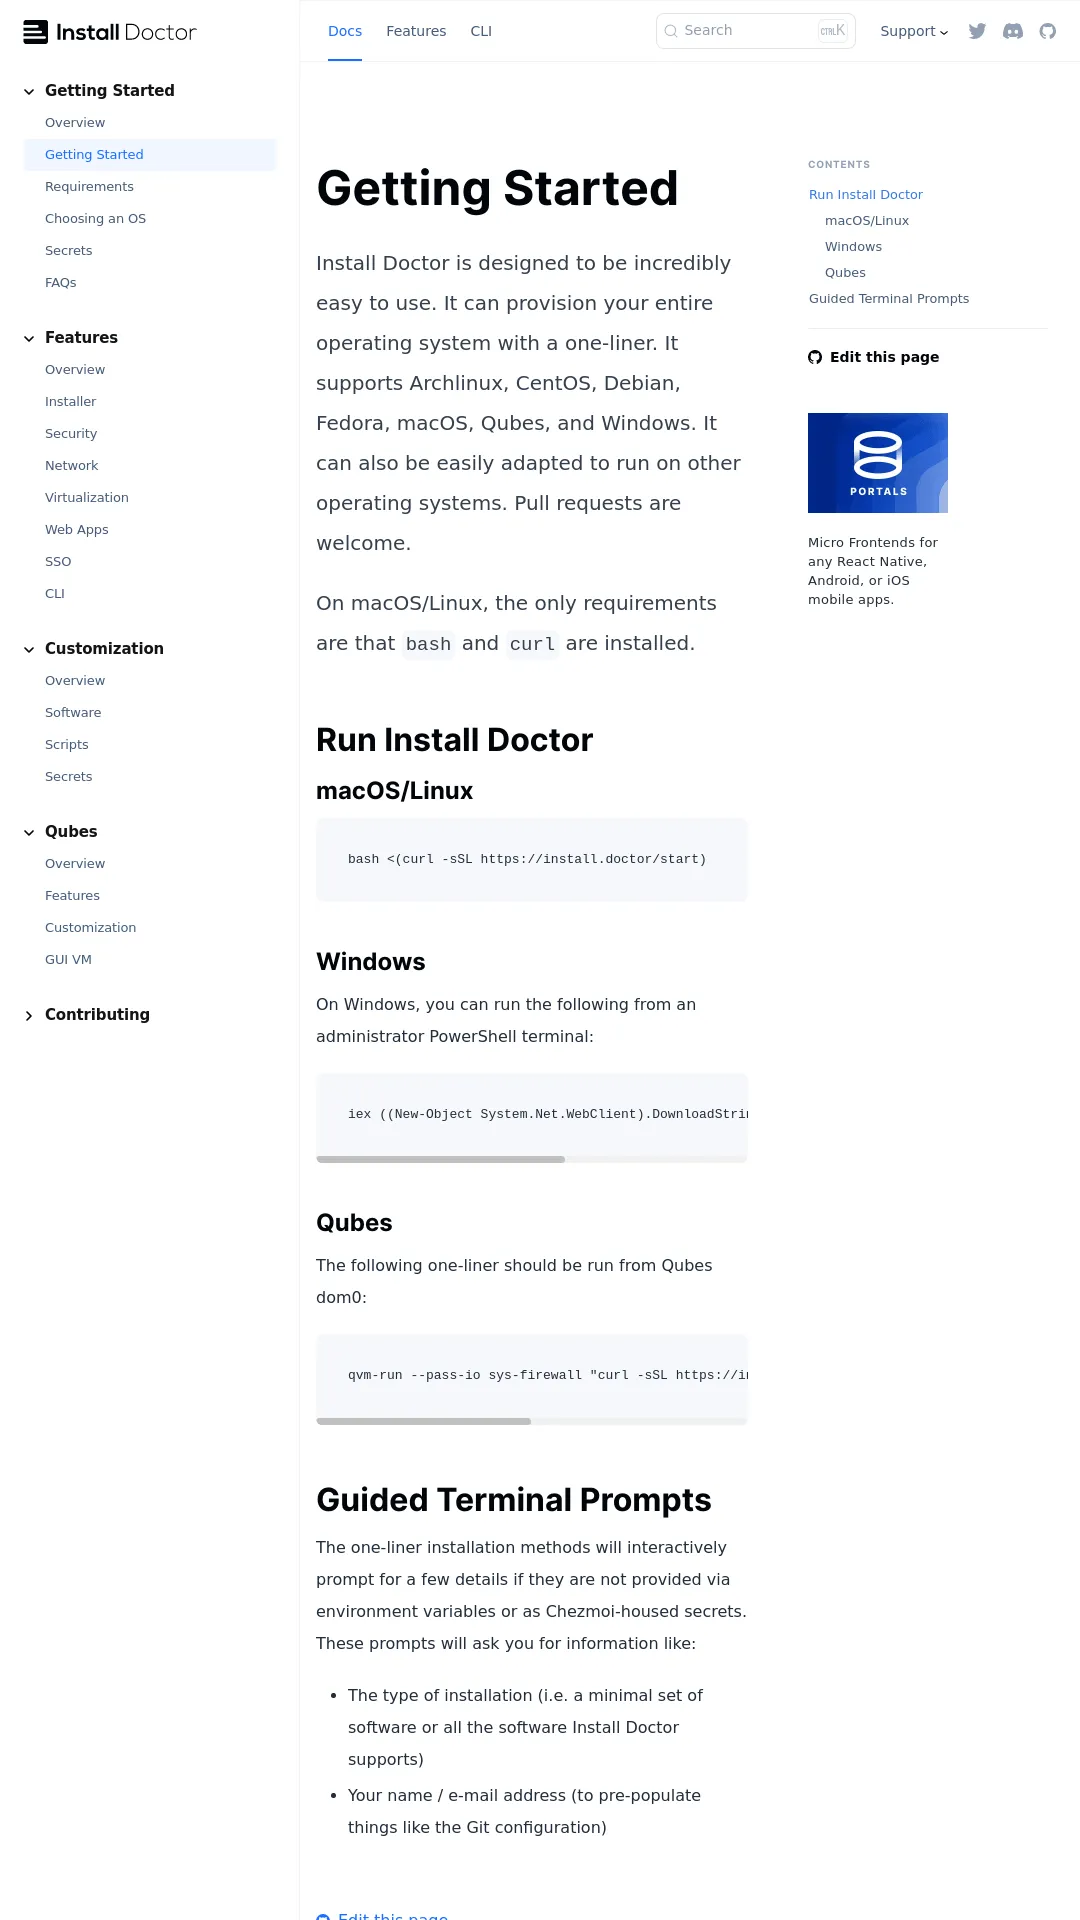 Install Doctor
Docs
Features
CLI
Search
CTRL K
Support
Getting Started
Overview
Getting Started
Requirements
Choosing an OS
Secrets
FAQs
Features
Overview
Installer
Security
Network
Virtualization
Web Apps
SSO
CLI
Customization
Overview
Software
Scripts
Secrets
Qubes
Overview
Features
Customization
GUI VM
Contributing
Getting Started
Install Doctor is designed to be incredibly
easy to use. It can provision your entire
operating system with a one-liner. It
supports Archlinux, CentOS, Debian,
Fedora, macOS, Qubes, and Windows. It
can also be easily adapted to run on other
operating systems. Pull requests are
welcome.
On macOS/Linux, the only requirements
are that bash and curl are installed.
Run Install Doctor
macOS/Linux
bash <(curl -sSL https://install.doctor/start)
Windows
On Windows, you can run the following from an
administrator PowerShell terminal:
iex ((New-Object System.Net.WebClient).DownloadStrin
Qubes
The following one-liner should be run from Qubes
dom0:
qvm-run --pass-io sys-firewall "curl -sSL https://in
Guided Terminal Prompts
The one-liner installation methods will interactively
prompt for a few details if they are not provided via
environment variables or as Chezmoi-housed secrets.
These prompts will ask you for information like:
• The type of installation (i.e. a minimal set of
software or all the software Install Doctor
supports)
• Your name / e-mail address (to pre-populate
things like the Git configuration)
Edit this page
CONTENTS
Run Install Doctor
macOS/Linux
Windows
Qubes
Guided Terminal Prompts
Edit this page
PORTALS
Micro Frontends for
any React Native,
Android, or iOS
mobile apps.